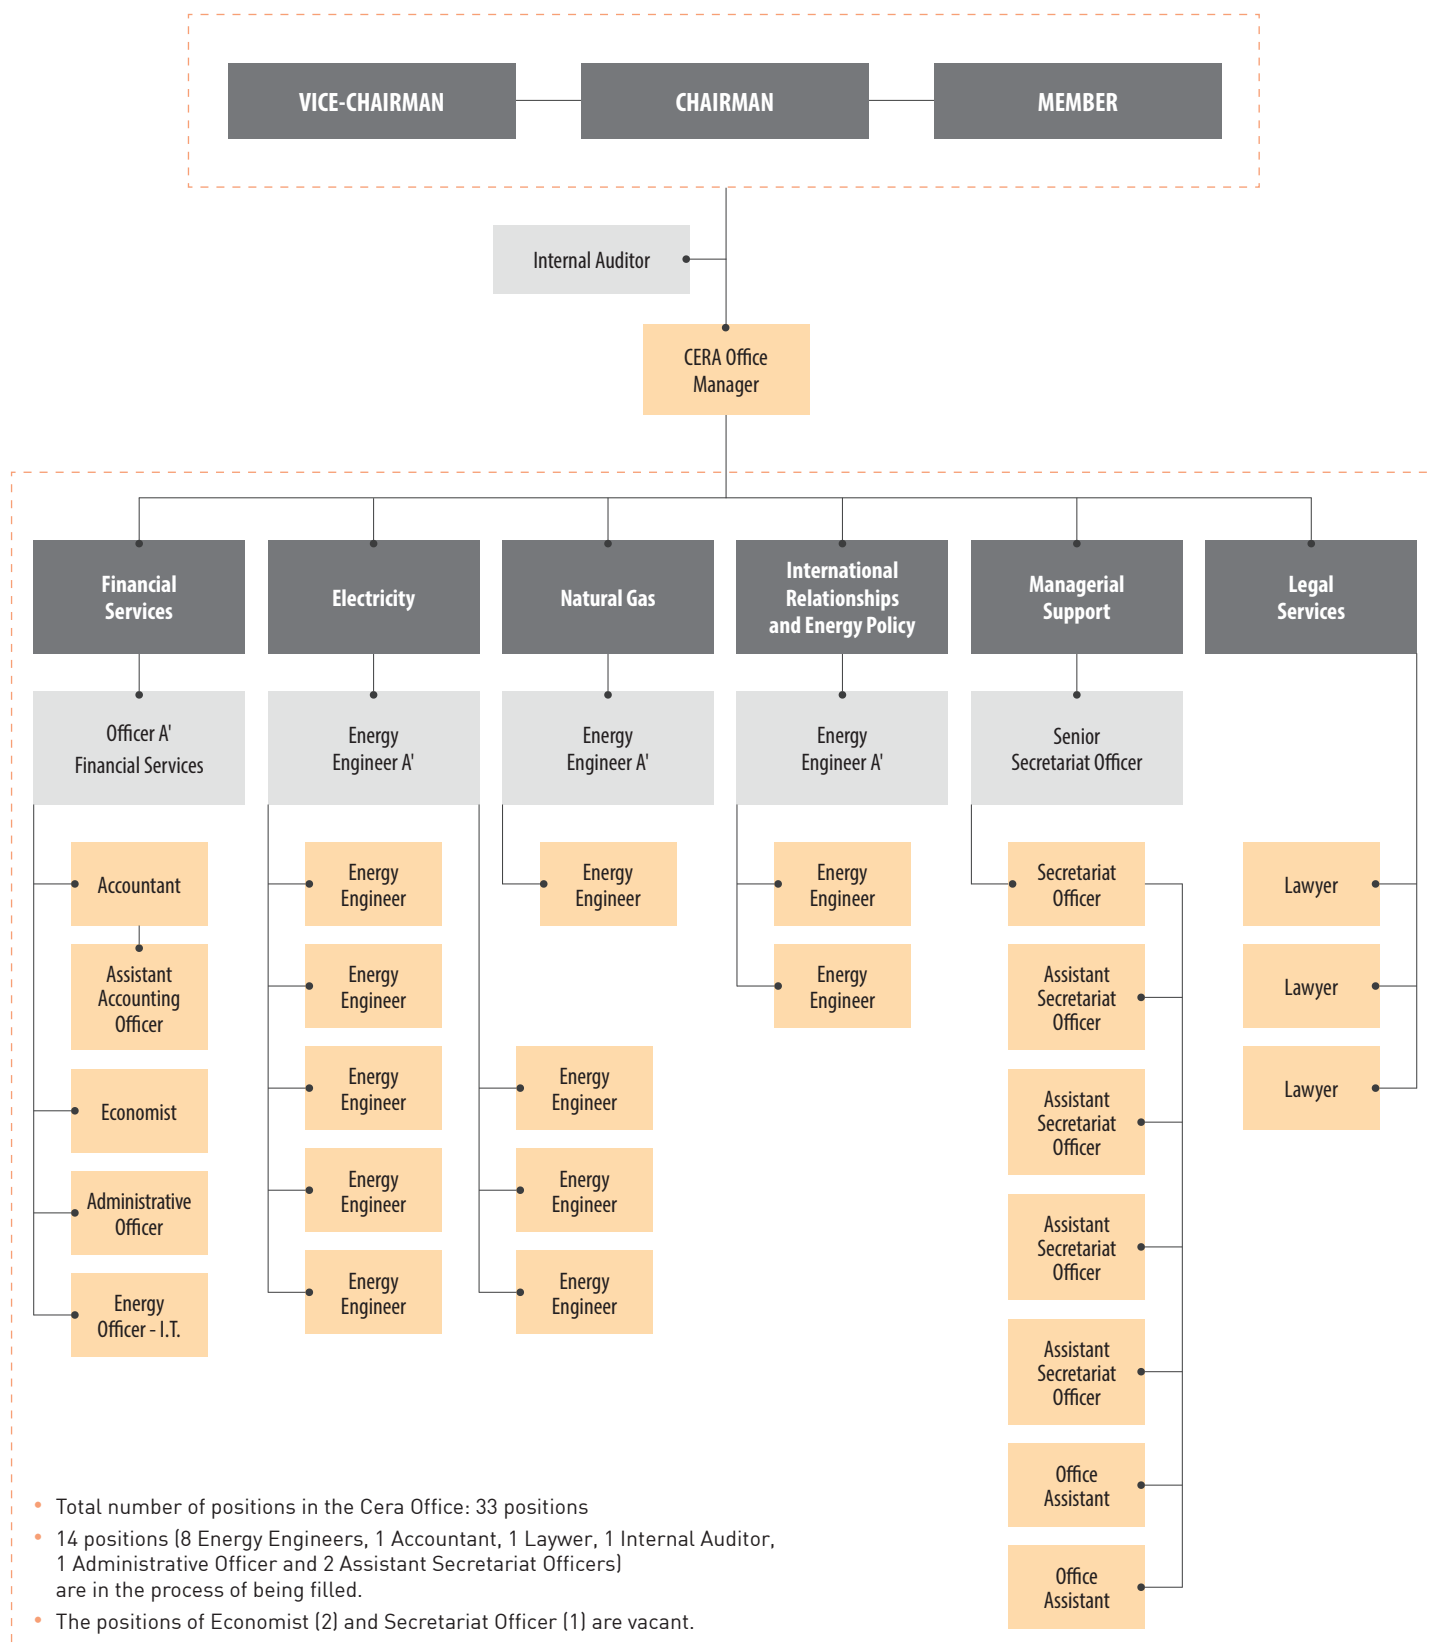 VICE-CHAIRMAN
CHAIRMAN
MEMBER
Internal Auditor
CERA Office
Manager
Financial
Services
Electricity
Natural Gas
International
Relationships
and Energy Policy
Managerial
Support
Legal
Services
Officer A'
Financial Services
Energy
Engineer A'
Energy
Engineer A'
Energy
Engineer A'
Senior
Secretariat Officer
Accountant
Assistant
Accounting
Officer
Economist
Administrative
Officer
Energy
Officer - I.T.
Energy
Engineer
Energy
Engineer
Energy
Engineer
Energy
Engineer
Energy
Engineer
Energy
Engineer
Energy
Engineer
Energy
Engineer
Energy
Engineer
Energy
Engineer
Energy
Engineer
Secretariat
Officer
Assistant
Secretariat
Officer
Assistant
Secretariat
Officer
Assistant
Secretariat
Officer
Assistant
Secretariat
Officer
Office
Assistant
Office
Assistant
Lawyer
Lawyer
Lawyer
• Total number of positions in the Cera Office: 33 positions
• 14 positions (8 Energy Engineers, 1 Accountant, 1 Laywer, 1 Internal Auditor,
1 Administrative Officer and 2 Assistant Secretariat Officers)
are in the process of being filled.
• The positions of Economist (2) and Secretariat Officer (1) are vacant.